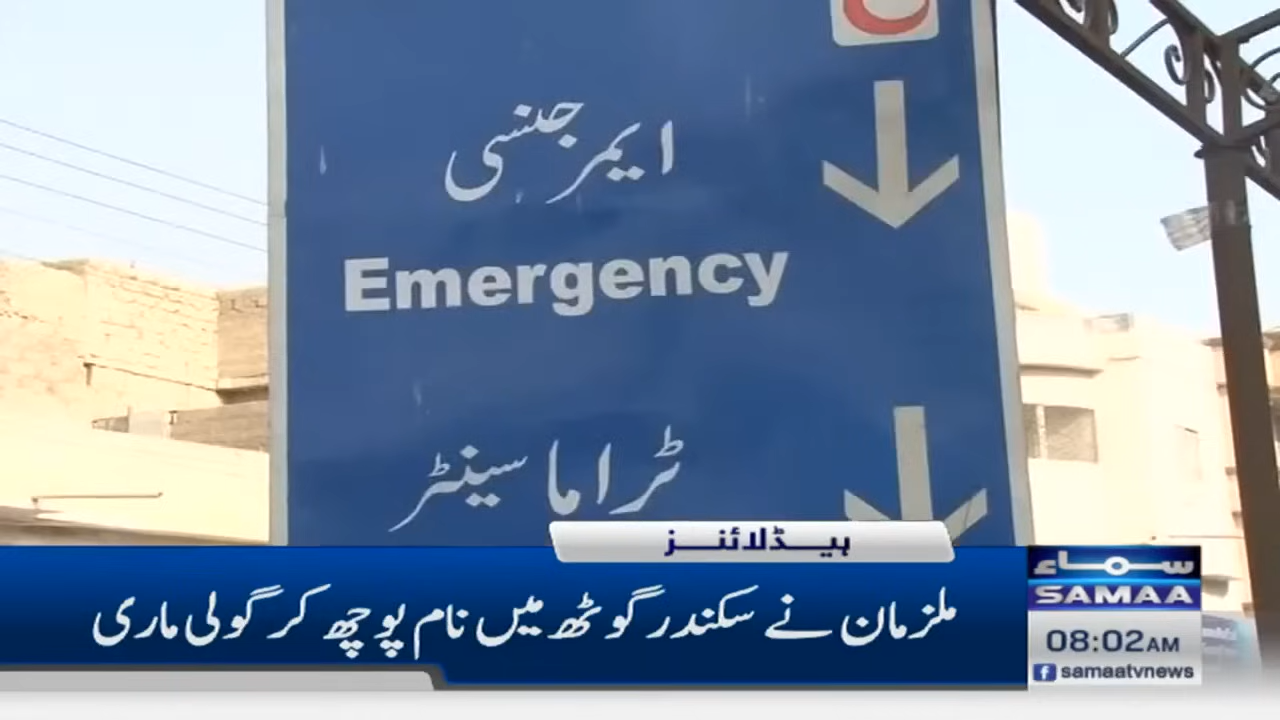 ایمرجنسی
Emergency
ٹراما سینٹر
ہیڈلائنز
ملزمان نے سکندر گوٹھ میں نام پوچھ کر گولی ماری
سماء
SAMAA
08:02AM
samaatvnews